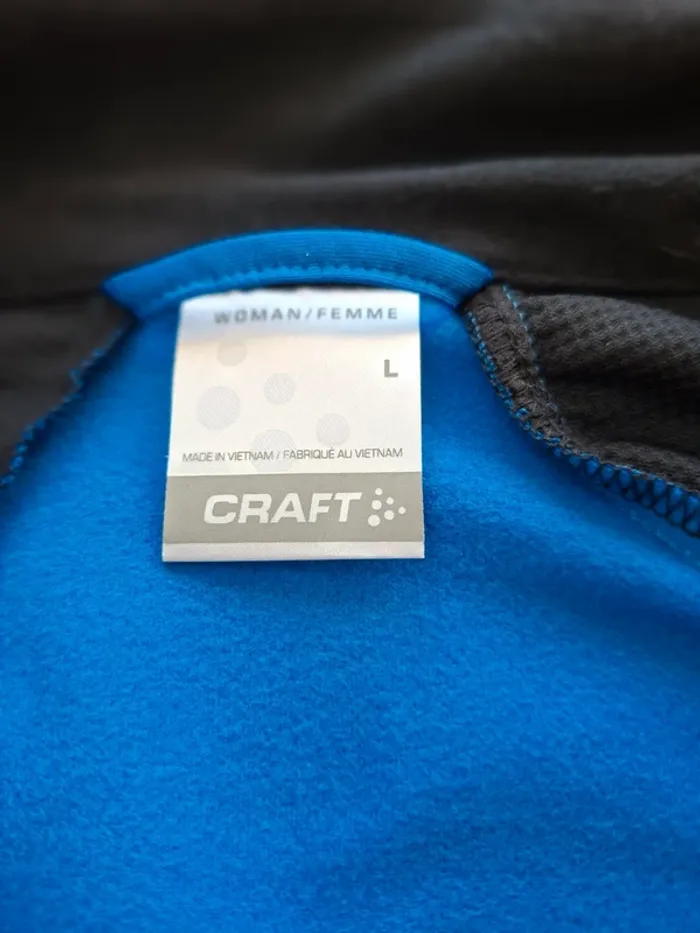 WOMAN/FEMME
L
MADE IN VIETNAM / FABRIQUÉ AU VIETNAM
CRAFT